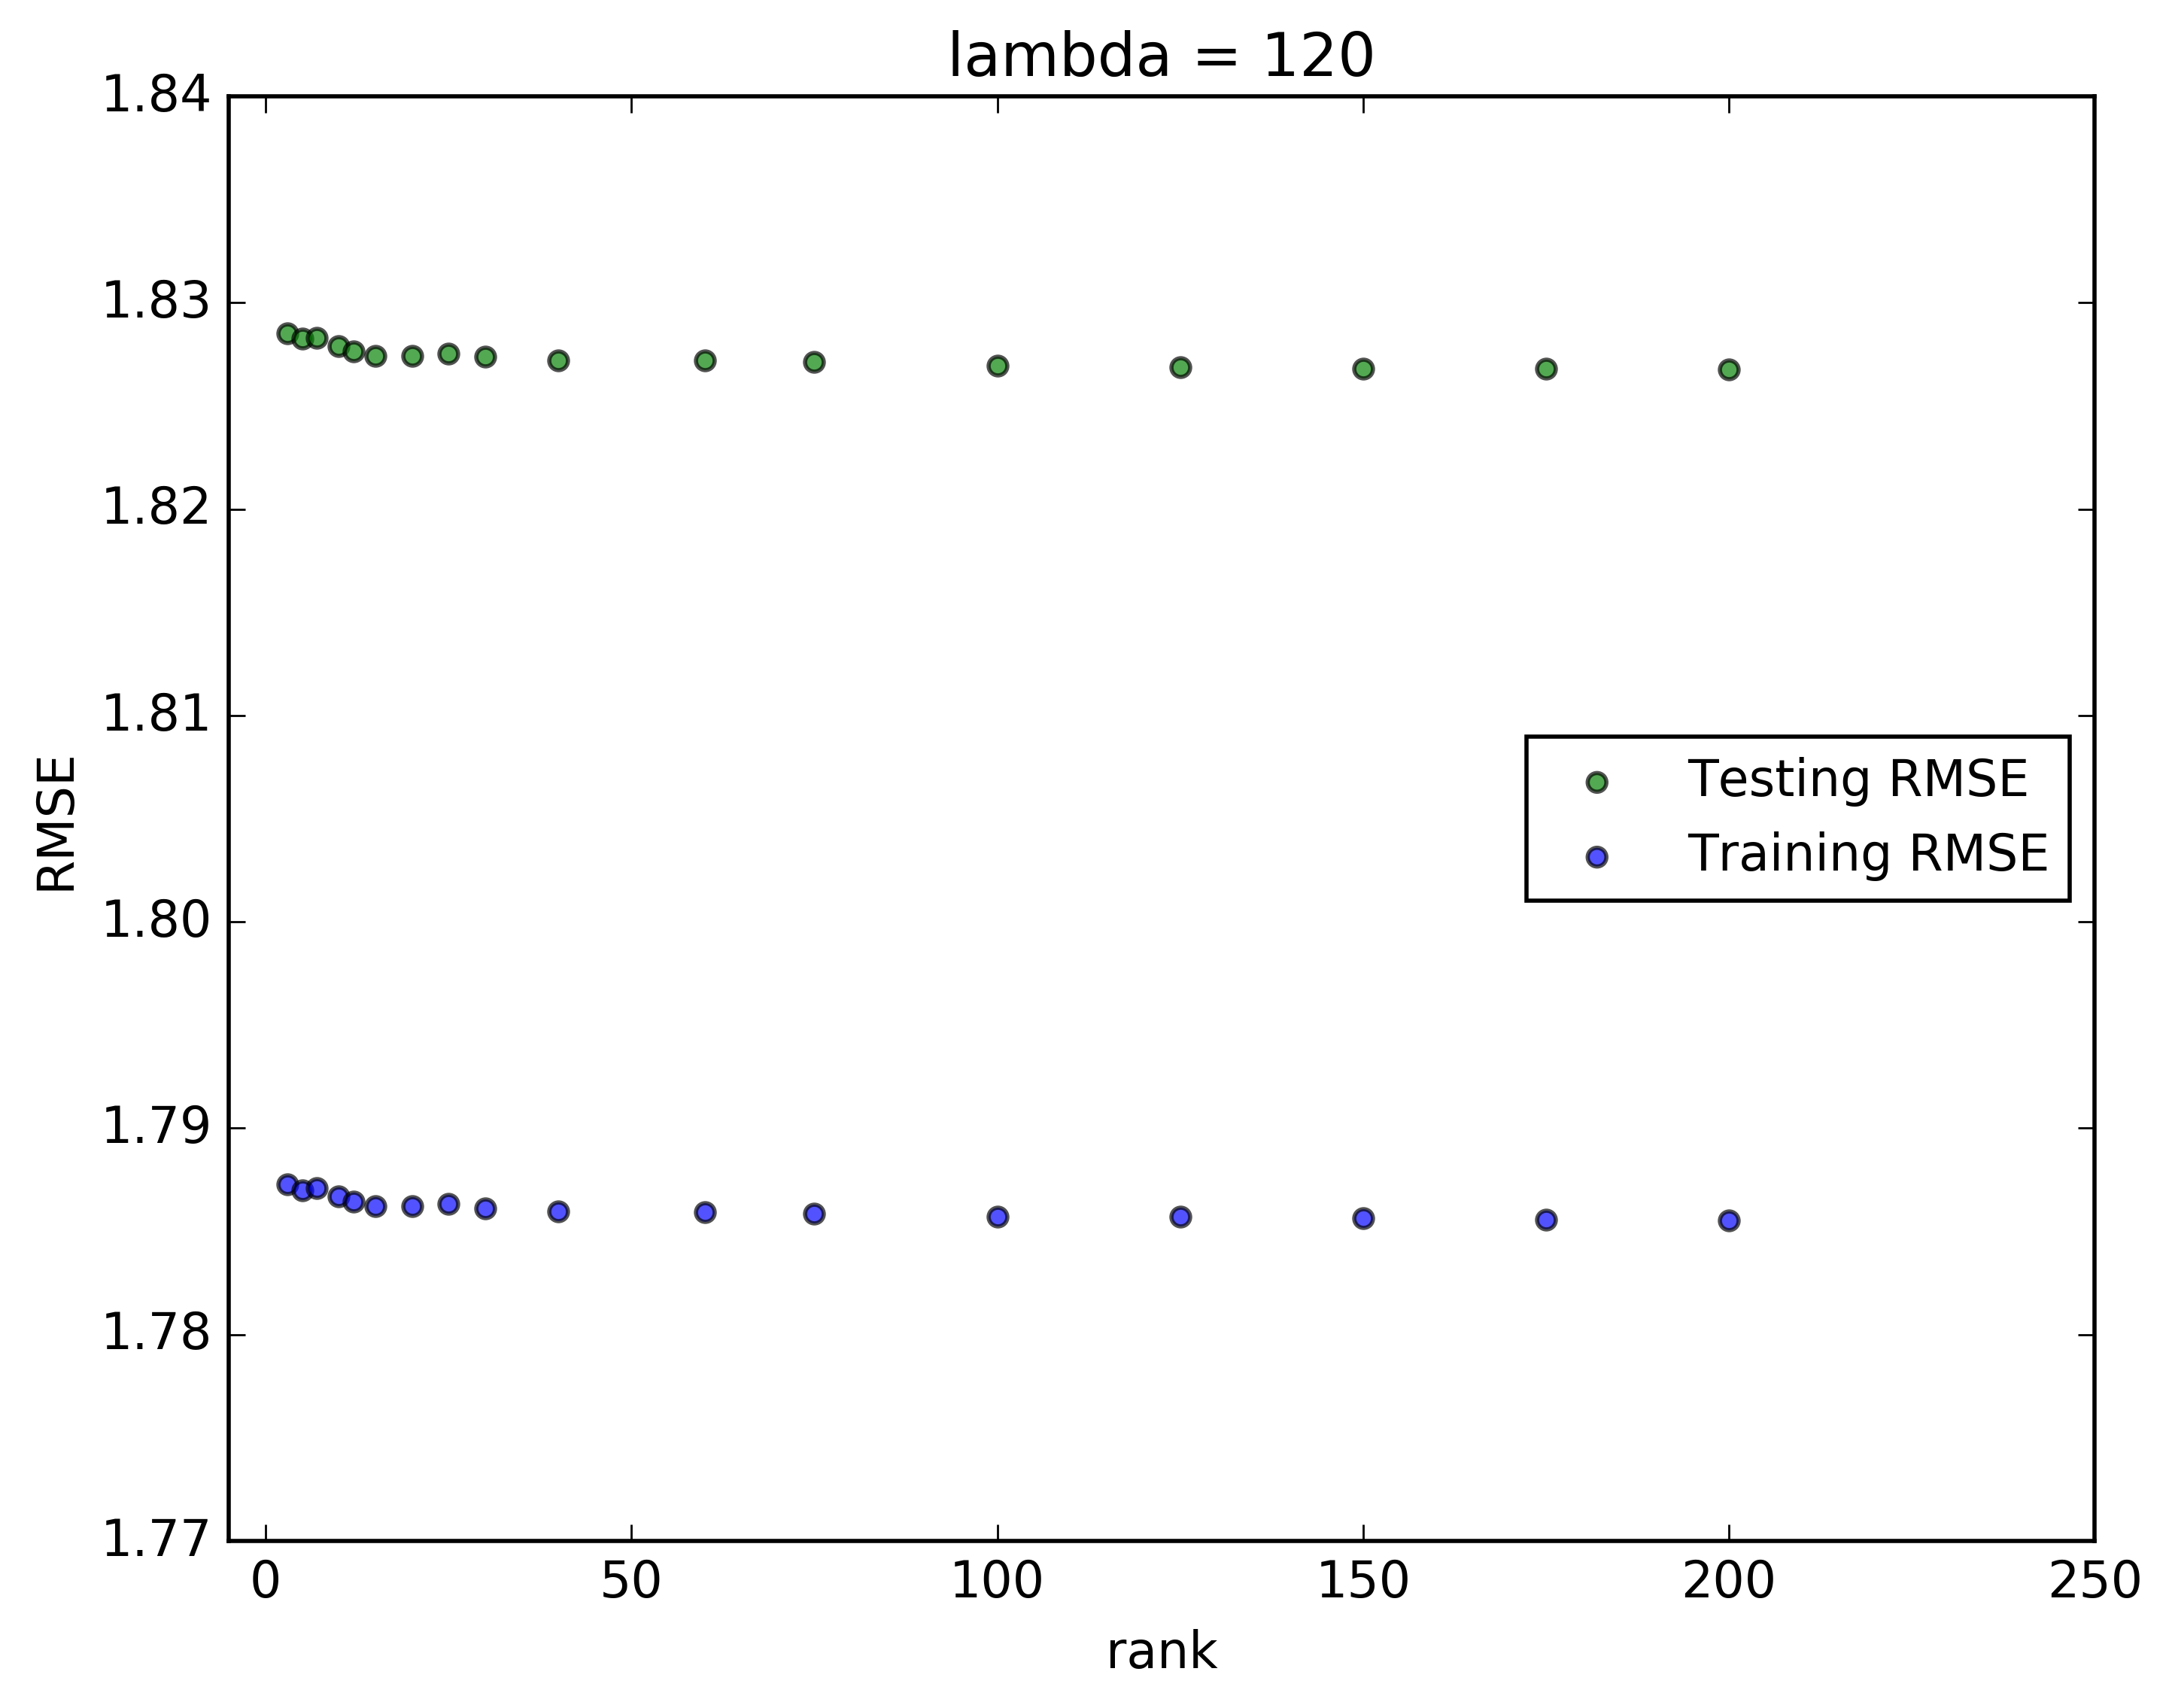 lambda = 120
1.84
1.83
1.82
1.81
1.80
1.79
1.78
1.77
RMSE
Testing RMSE
Training RMSE
0 50 100 150 200 250
rank